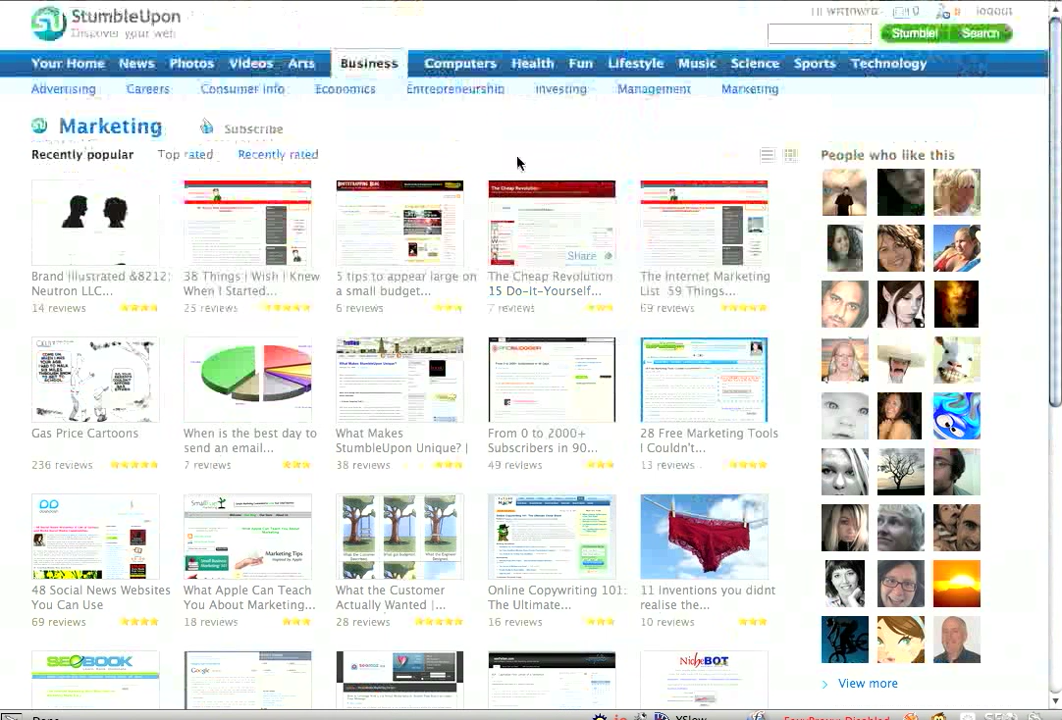 StumbleUpon
Discover your web
logout
Stumble! Search
Your Home News Photos Videos Arts Business Computers Health Fun Lifestyle Music Science Sports Technology
Advertising Careers Consumer Info Economics Entrepreneurship Investing Management Marketing
Marketing Subscribe
Recently popular Top rated Recently rated
People who like this
The Cheap Revolution
Share
Brand Illustrated &8212;
Neutron LLC...
14 reviews
38 Things I Wish I Knew
When I Started...
25 reviews
5 tips to appear large on
a small budget...
6 reviews
The Cheap Revolution
15 Do-It-Yourself...
7 reviews
The Internet Marketing
List 59 Things...
69 reviews
Gas Price Cartoons
236 reviews
When is the best day to
send an email...
7 reviews
What Makes
StumbleUpon Unique? |
38 reviews
From 0 to 2000+
Subscribers in 90...
49 reviews
28 Free Marketing Tools
I Couldn't...
13 reviews
Marketing Tips
48 Social News Websites
You Can Use
69 reviews
What Apple Can Teach
You About Marketing...
18 reviews
What the Customer
Actually Wanted |...
28 reviews
Online Copywriting 101:
The Ultimate...
16 reviews
11 Inventions you didnt
realise the...
10 reviews
SEOBOOK
Google
NicheBOT
View more
YSlow